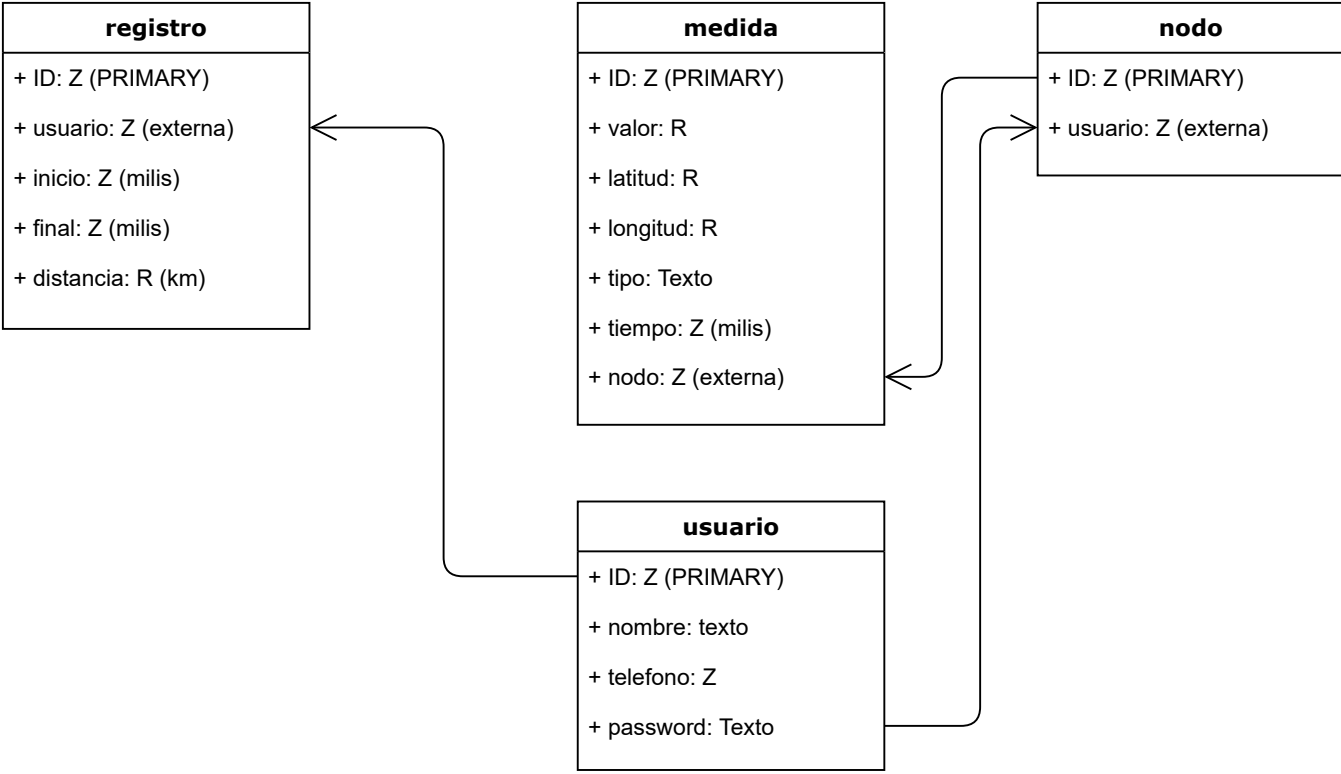 registro
+ ID: Z (PRIMARY)
+ usuario: Z (externa)
+ inicio: Z (milis)
+ final: Z (milis)
+ distancia: R (km)
medida
+ ID: Z (PRIMARY)
+ valor: R
+ latitud: R
+ longitud: R
+ tipo: Texto
+ tiempo: Z (milis)
+ nodo: Z (externa)
nodo
+ ID: Z (PRIMARY)
+ usuario: Z (externa)
usuario
+ ID: Z (PRIMARY)
+ nombre: texto
+ telefono: Z
+ password: Texto